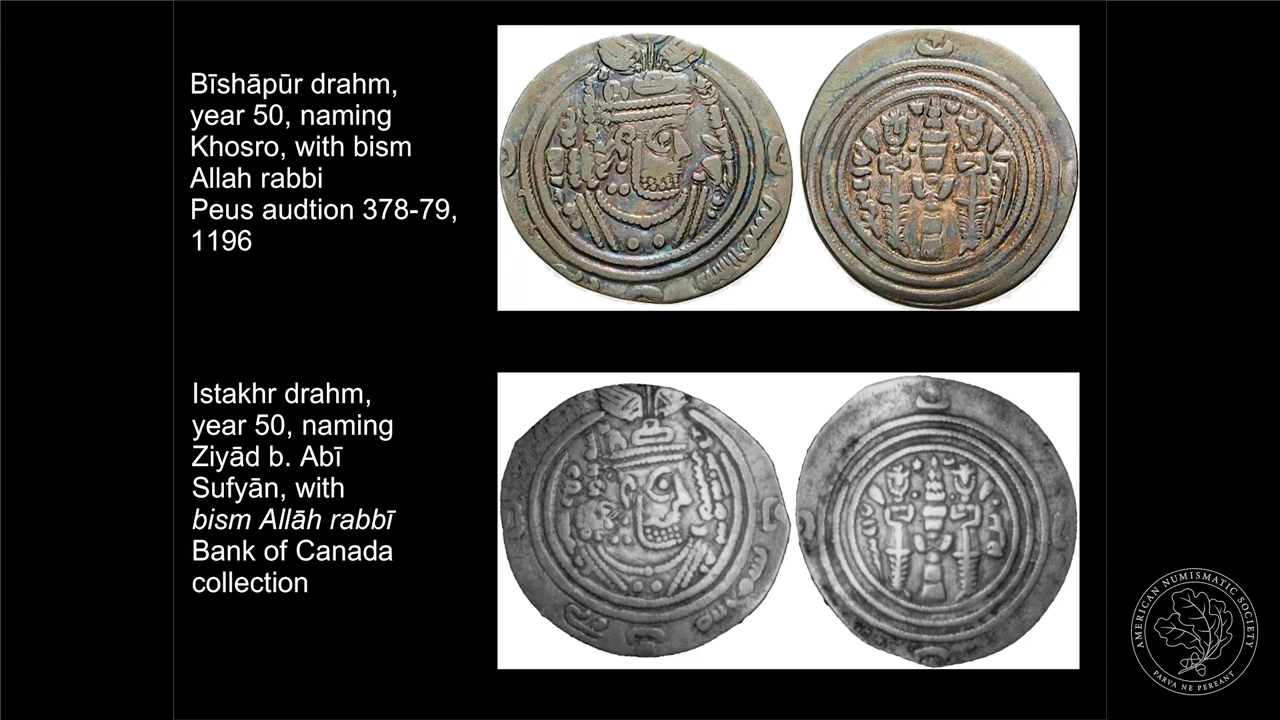 Bīshāpūr drahm,
year 50, naming
Khosro, with bism
Allah rabbi
Peus audtion 378-79,
1196
Istakhr drahm,
year 50, naming
Ziyād b. Abī
Sufyān, with
bism Allāh rabbī
Bank of Canada
collection
AMERICAN NUMISMATIC SOCIETY
PARVA NE PEREANT